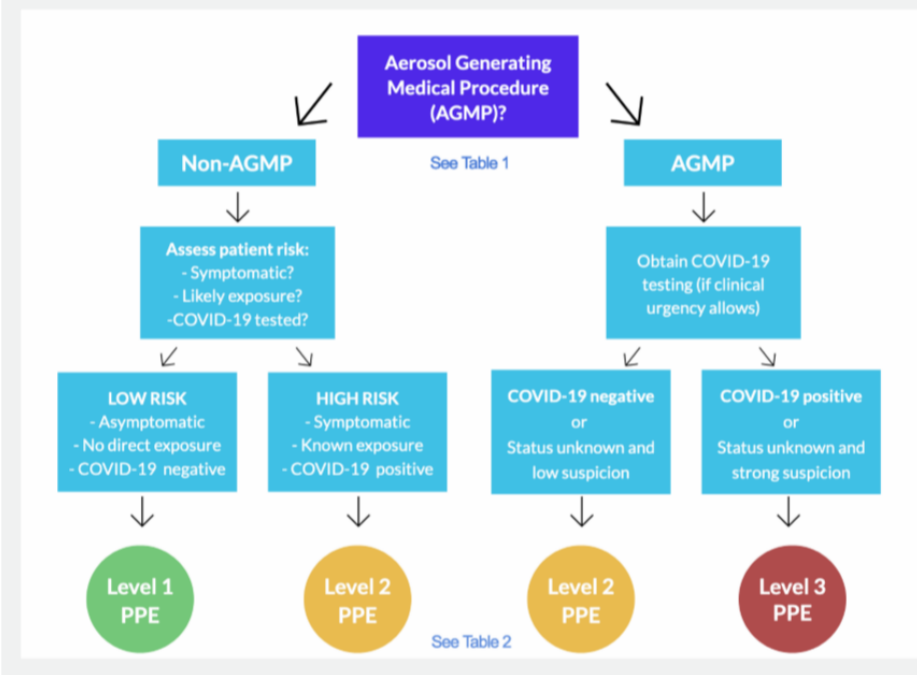 Aerosol Generating
Medical Procedure
(AGMP)?
See Table 1
Non-AGMP
AGMP
Assess patient risk:
- Symptomatic?
- Likely exposure?
-COVID-19 tested?
Obtain COVID-19
testing (if clinical
urgency allows)
LOW RISK
- Asymptomatic
- No direct exposure
- COVID-19 negative
HIGH RISK
- Symptomatic
- Known exposure
- COVID-19 positive
COVID-19 negative
or
Status unknown and
low suspicion
COVID-19 positive
or
Status unknown and
strong suspicion
Level 1
PPE
Level 2
PPE
Level 2
PPE
Level 3
PPE
See Table 2